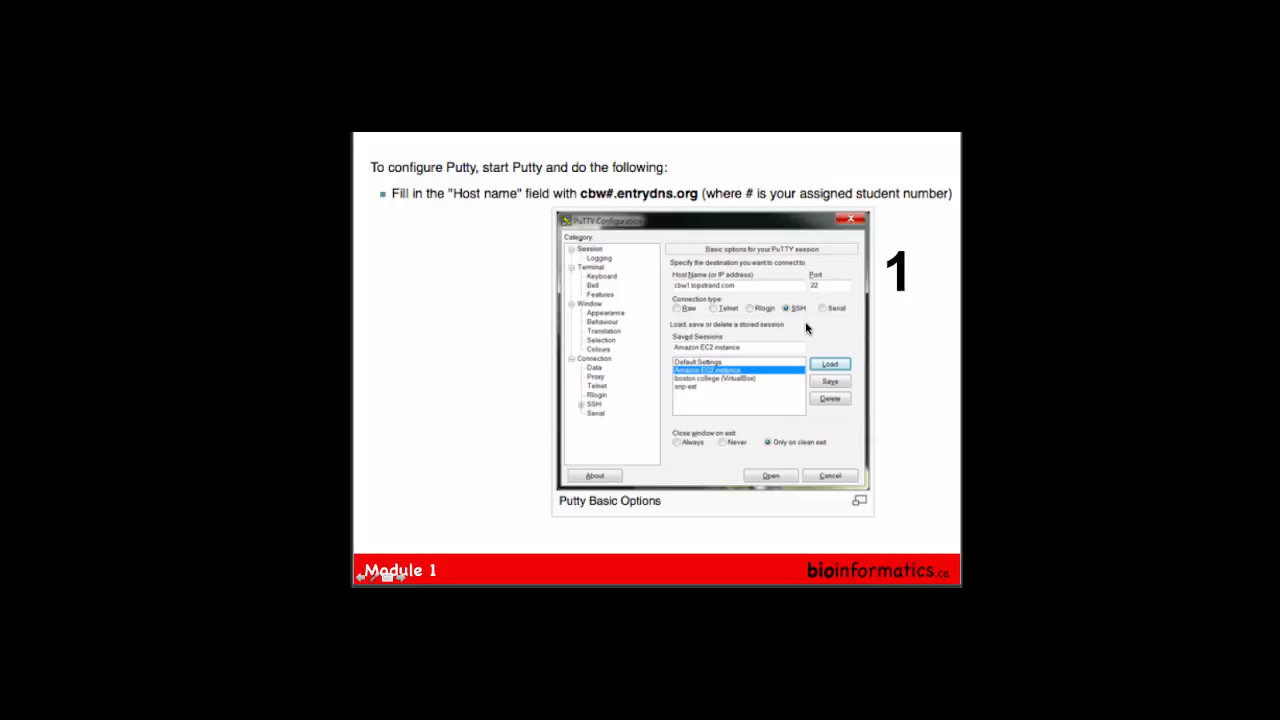 To configure Putty, start Putty and do the following:
Fill in the "Host name" field with cbw#.entrydns.org (where # is your assigned student number)
PuTTY Configuration
Category:
Session
Logging
Terminal
Keyboard
Bell
Features
Window
Appearance
Behaviour
Translation
Selection
Colours
Connection
Data
Proxy
Telnet
Rlogin
SSH
Serial
About
Basic options for your PuTTY session
Specify the destination you want to connect to
Host Name (or IP address) Port
cbw1.topstrand.com 22
Connection type:
Raw Telnet Rlogin SSH Serial
Load, save or delete a stored session
Saved Sessions
Amazon EC2 instance
Default Settings
Amazon EC2 instance
boston college (VirtualBox)
snp-ext
Load
Save
Delete
Close window on exit:
Always Never Only on clean exit
Open Cancel
1
Putty Basic Options
Module 1
bioinformatics.ca